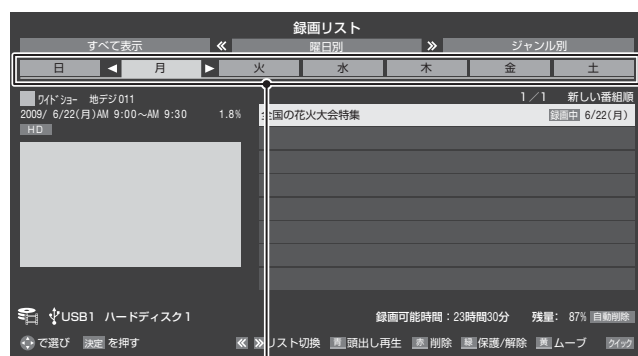 録画リスト
すべて表示 ≪ 曜日別 ≫ ジャンル別
日 ◀ 月 ▶ 火 水 木 金 土
ワイドショー 地デジ011 1／1 新しい番組順
2009/ 6/22(月)AM 9:00～AM 9:30 1.8% 全国の花火大会特集 録画中 6/22(月)
HD
USB1 ハードディスク1 録画可能時間：23時間30分 残量： 87% 自動削除
で選び 決定 を押す ≪ ≫リスト切換 青 頭出し再生 赤 削除 緑 保護/解除 黄 ムーブ クイック